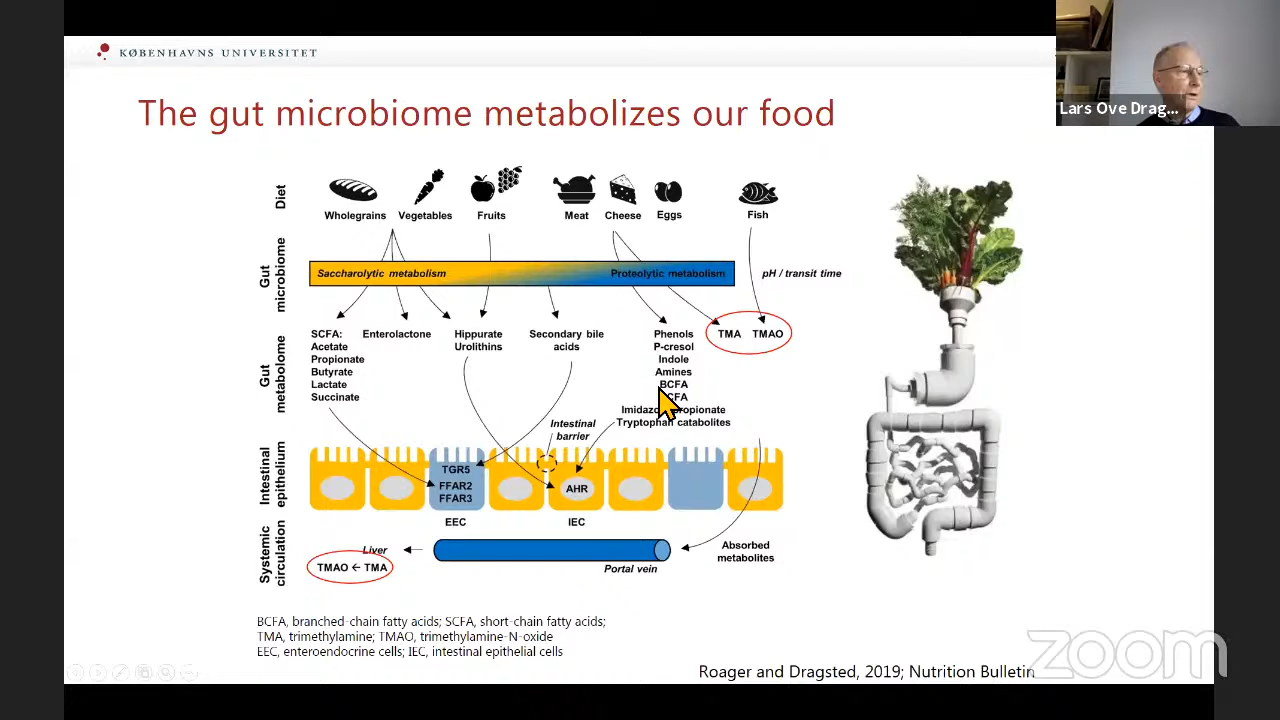 KØBENHAVNS UNIVERSITET
Lars Ove Drag...
The gut microbiome metabolizes our food
Diet
Wholegrains Vegetables Fruits Meat Cheese Eggs Fish
Gut microbiome
Saccharolytic metabolism Proteolytic metabolism pH / transit time
Gut metabolome
SCFA:
Acetate
Propionate
Butyrate
Lactate
Succinate
Enterolactone
Hippurate
Urolithins
Secondary bile
acids
Phenols
P-cresol
Indole
Amines
BCFA
propionate
Tryptophan catabolites
TMA TMAO
Intestinal
barrier
Intestinal epithelium
TGR5
FFAR2
FFAR3
AHR
EEC IEC
Systemic circulation
Liver
TMAO ← TMA
Portal vein
Absorbed
metabolites
BCFA, branched-chain fatty acids; SCFA, short-chain fatty acids;
TMA, trimethylamine; TMAO, trimethylamine-N-oxide
EEC, enteroendocrine cells; IEC, intestinal epithelial cells
Roager and Dragsted, 2019; Nutrition Bulletin
zoom